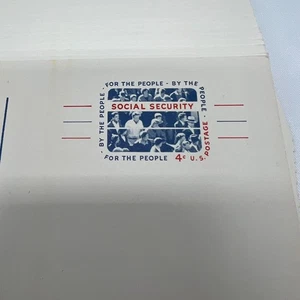 FOR THE PEOPLE - BY THE PEOPLE -
SOCIAL SECURITY
- BY THE PEOPLE -
FOR THE PEOPLE 4¢ U.S. POSTAGE